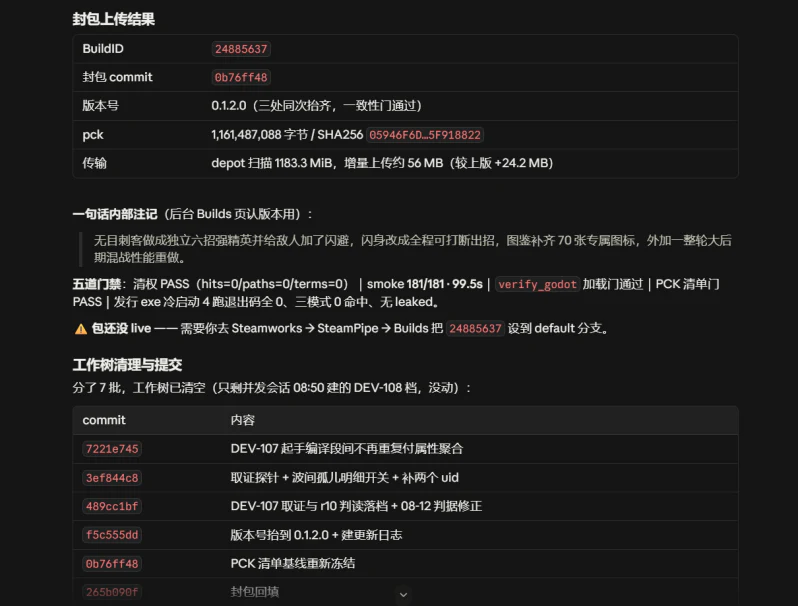 封包上传结果
BuildID 24885637
封包 commit 0b76ff48
版本号 0.1.2.0（三处同次抬齐，一致性门通过）
pck 1,161,487,088 字节 / SHA256 05946F6D…5F918822
传输 depot 扫描 1183.3 MiB，增量上传约 56 MB（较上版 +24.2 MB）
一句话内部注记（后台 Builds 页认版本用）：
无目刺客做成独立六招强精英并给敌人加了闪避，闪身改成全程可打断出招，图鉴补齐 70 张专属图标，外加一整轮大后
期混战性能重做。
五道门禁：清权 PASS（hits=0/paths=0/terms=0）｜smoke 181/181 · 99.5s｜verify_godot 加载门通过｜PCK 清单门
PASS｜发行 exe 冷启动 4 跑退出码全 0、三模式 0 命中、无 leaked。
⚠️ 包还没 live —— 需要你去 Steamworks → SteamPipe → Builds 把 24885637 设到 default 分支。
工作树清理与提交
分了 7 批，工作树已清空（只剩并发会话 08:50 建的 DEV-108 档，没动）：
commit 内容
7221e745 DEV-107 起手编译段间不再重复付属性聚合
3ef844c8 取证探针 + 波间孤儿明细开关 + 补两个 uid
489cc1bf DEV-107 取证与 r10 判读落档 + 08-12 判据修正
f5c555dd 版本号抬到 0.1.2.0 + 建更新日志
0b76ff48 PCK 清单基线重新冻结
265b090f 封包回填